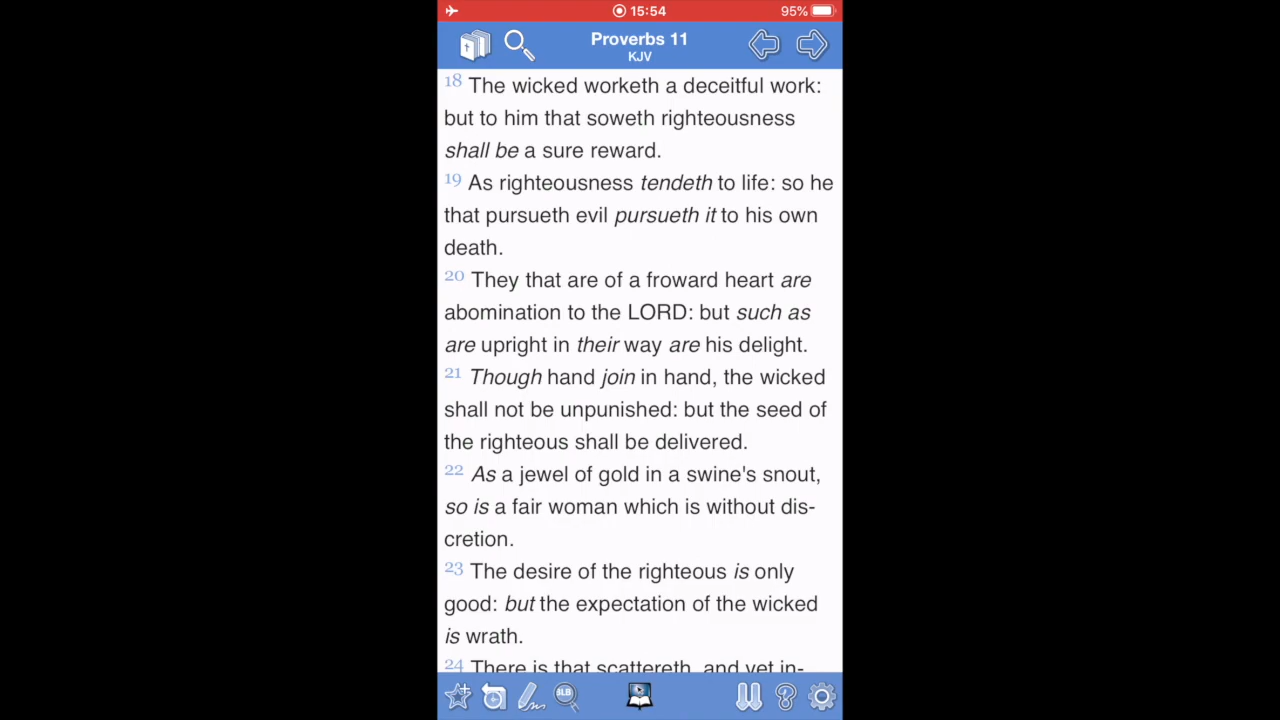 15:54
95%
Proverbs 11
KJV
18 The wicked worketh a deceitful work:
but to him that soweth righteousness
shall be a sure reward.
19 As righteousness tendeth to life: so he
that pursueth evil pursueth it to his own
death.
20 They that are of a froward heart are
abomination to the LORD: but such as
are upright in their way are his delight.
21 Though hand join in hand, the wicked
shall not be unpunished: but the seed of
the righteous shall be delivered.
22 As a jewel of gold in a swine's snout,
so is a fair woman which is without dis-
cretion.
23 The desire of the righteous is only
good: but the expectation of the wicked
is wrath.
24 There is that scattereth, and yet in-
BLB